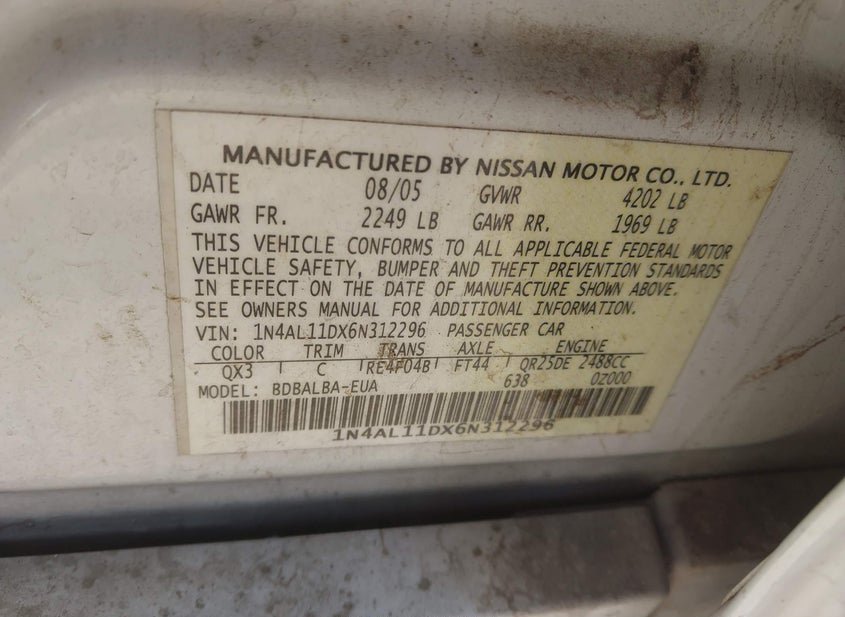 MANUFACTURED BY NISSAN MOTOR CO., LTD.
DATE 08/05 GVWR 4202 LB
GAWR FR. 2249 LB GAWR RR. 1969 LB
THIS VEHICLE CONFORMS TO ALL APPLICABLE FEDERAL MOTOR
VEHICLE SAFETY, BUMPER AND THEFT PREVENTION STANDARDS
IN EFFECT ON THE DATE OF MANUFACTURE SHOWN ABOVE.
SEE OWNERS MANUAL FOR ADDITIONAL INFORMATION.
VIN: 1N4AL11DX6N312296 PASSENGER CAR
COLOR TRIM TRANS AXLE ENGINE
QX3 C RE4F04B FT44 QR25DE 2488CC
MODEL: BDBALBA-EUA 638 0Z000
1N4AL11DX6N312296